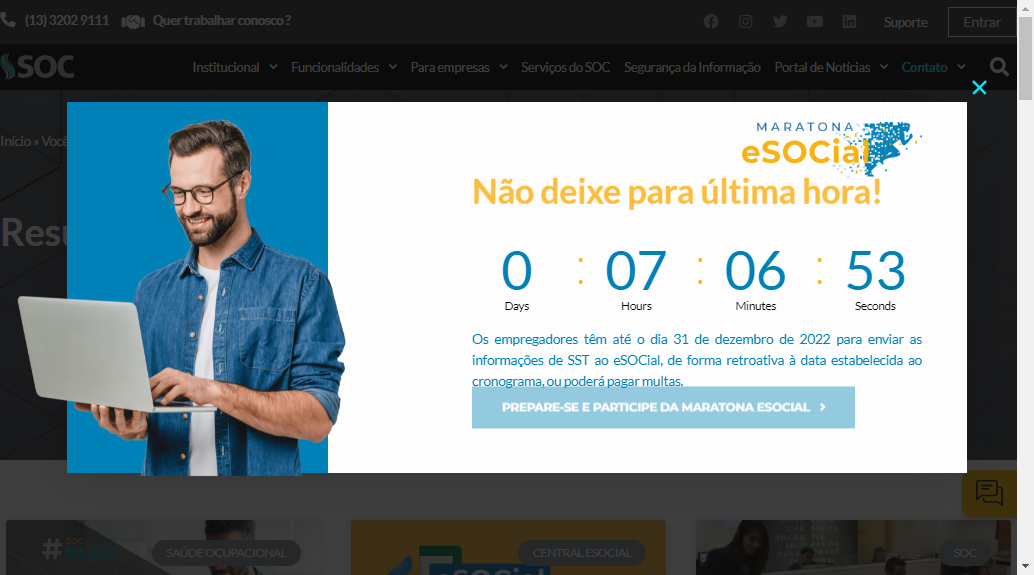 (13) 3202 9111 Quer trabalhar conosco ?
Suporte Entrar
SOC Institucional Funcionalidades Para empresas Serviços do SOC Segurança da Informação Portal de Notícias Contato
Início » Você
MARATONA
eSOCial
Não deixe para última hora!
Resu
0 : 07 : 06 : 53
Days Hours Minutes Seconds
Os empregadores têm até o dia 31 de dezembro de 2022 para enviar as
informações de SST ao eSOCial, de forma retroativa à data estabelecida ao
cronograma, ou poderá pagar multas.
PREPARE-SE E PARTICIPE DA MARATONA ESOCIAL
# SOC BLOG SAÚDE OCUPACIONAL CENTRAL ESOCIAL SOC
eSOCial